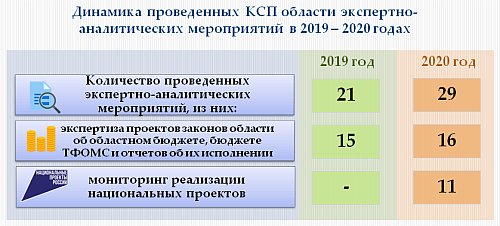 Динамика проведенных КСП области экспертно-
аналитических мероприятий в 2019 – 2020 годах
2019 год
2020 год
Количество проведенных
экспертно-аналитических
мероприятий, из них:
21
29
экспертиза проектов законов области
об областном бюджете, бюджете
ТФОМС и отчетов об их исполнении
15
16
НАЦИОНАЛЬНЫЕ
ПРОЕКТЫ
РОССИИ
мониторинг реализации
национальных проектов
-
11